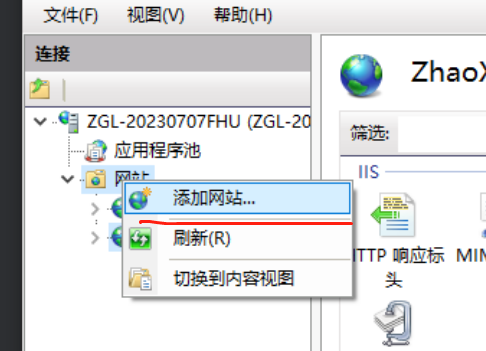 文件(F) 视图(V) 帮助(H)
连接
ZhaoX
ZGL-20230707FHU (ZGL-20
应用程序池
筛选:
网站
IIS
添加网站...
刷新(R)
切换到内容视图
HTTP 响应标头
MIM